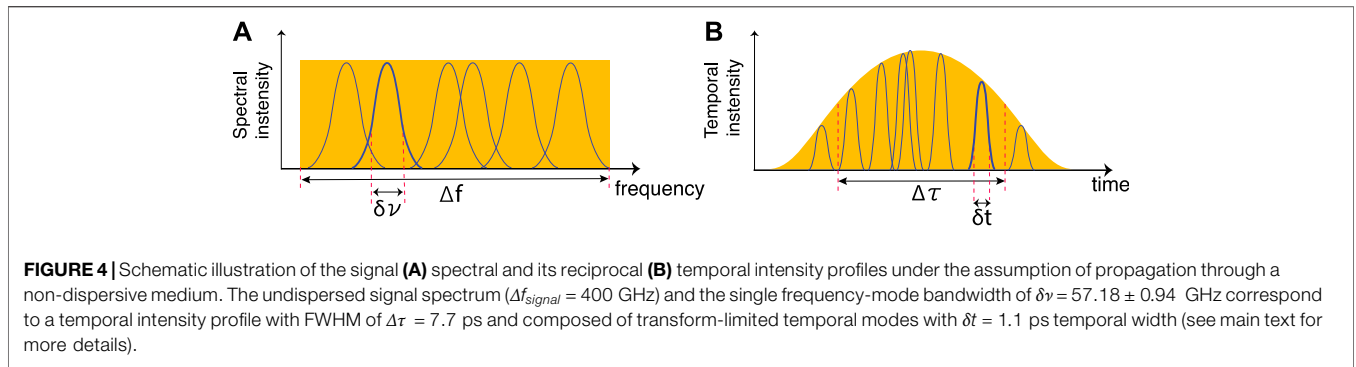 A
B
Spectral
instensity
Temporal
instensity
frequency
Δf
δν
time
Δτ
δt
FIGURE 4 | Schematic illustration of the signal (A) spectral and its reciprocal (B) temporal intensity profiles under the assumption of propagation through a
non-dispersive medium. The undispersed signal spectrum (Δfsignal = 400 GHz) and the single frequency-mode bandwidth of δν = 57.18 ± 0.94 GHz correspond
to a temporal intensity profile with FWHM of Δτ = 7.7 ps and composed of transform-limited temporal modes with δt = 1.1 ps temporal width (see main text for
more details).